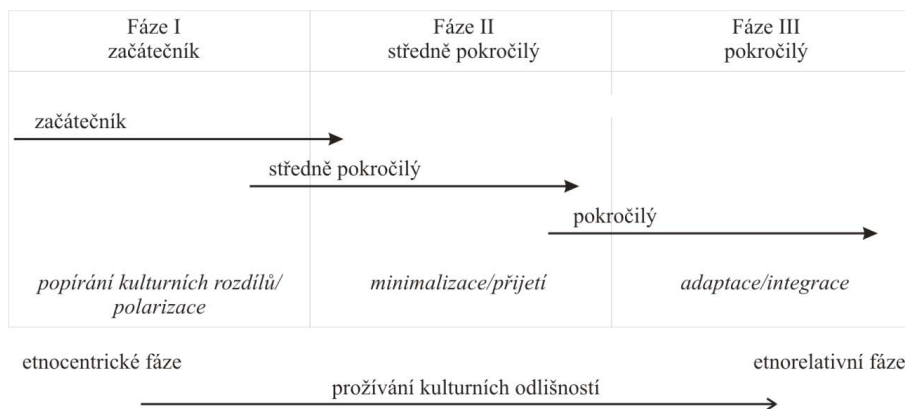 Fáze I
začátečník
Fáze II
středně pokročilý
Fáze III
pokročilý
začátečník
středně pokročilý
pokročilý
popírání kulturních rozdílů/
polarizace
minimalizace/přijetí
adaptace/integrace
etnocentrické fáze
etnorelativní fáze
prožívání kulturních odlišností